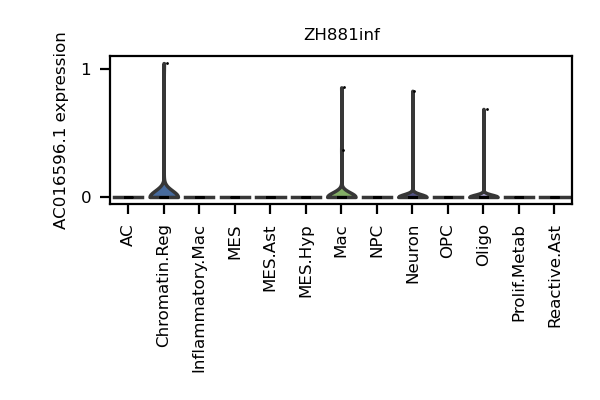 ZH881inf
AC016596.1 expression
1
0
AC
Chromatin.Reg
Inflammatory.Mac
MES
MES.Ast
MES.Hyp
Mac
NPC
Neuron
OPC
Oligo
Prolif.Metab
Reactive.Ast